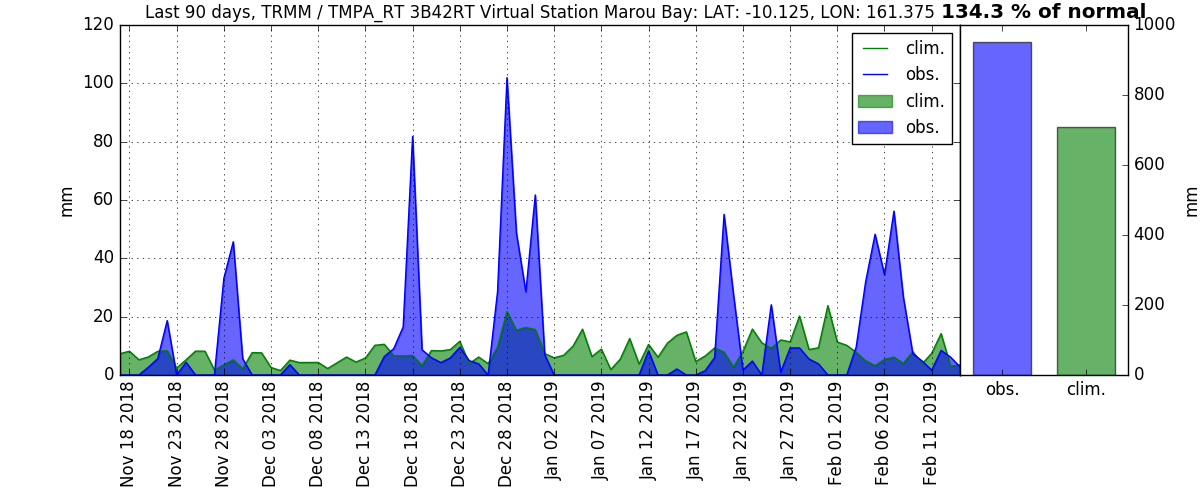 Last 90 days, TRMM / TMPA_RT 3B42RT Virtual Station Marou Bay: LAT: -10.125, LON: 161.375 134.3 % of normal
120
100
80
60
40
20
0
mm
clim.
obs.
clim.
obs.
1000
800
600
400
200
0
mm
obs.
clim.
Nov 18 2018
Nov 23 2018
Nov 28 2018
Dec 03 2018
Dec 08 2018
Dec 13 2018
Dec 18 2018
Dec 23 2018
Dec 28 2018
Jan 02 2019
Jan 07 2019
Jan 12 2019
Jan 17 2019
Jan 22 2019
Jan 27 2019
Feb 01 2019
Feb 06 2019
Feb 11 2019